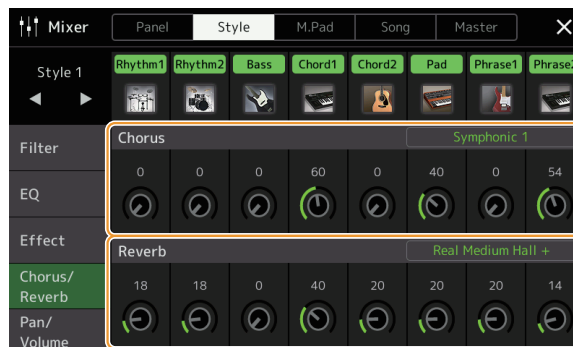 Mixer
Panel Style M.Pad Song Master
Style 1
Rhythm1 Rhythm2 Bass Chord1 Chord2 Pad Phrase1 Phrase2
Filter
EQ
Effect
Chorus/
Reverb
Pan/
Volume
Chorus Symphonic 1
0 0 0 60 0 40 0 54
Reverb Real Medium Hall +
18 18 0 40 20 20 20 14